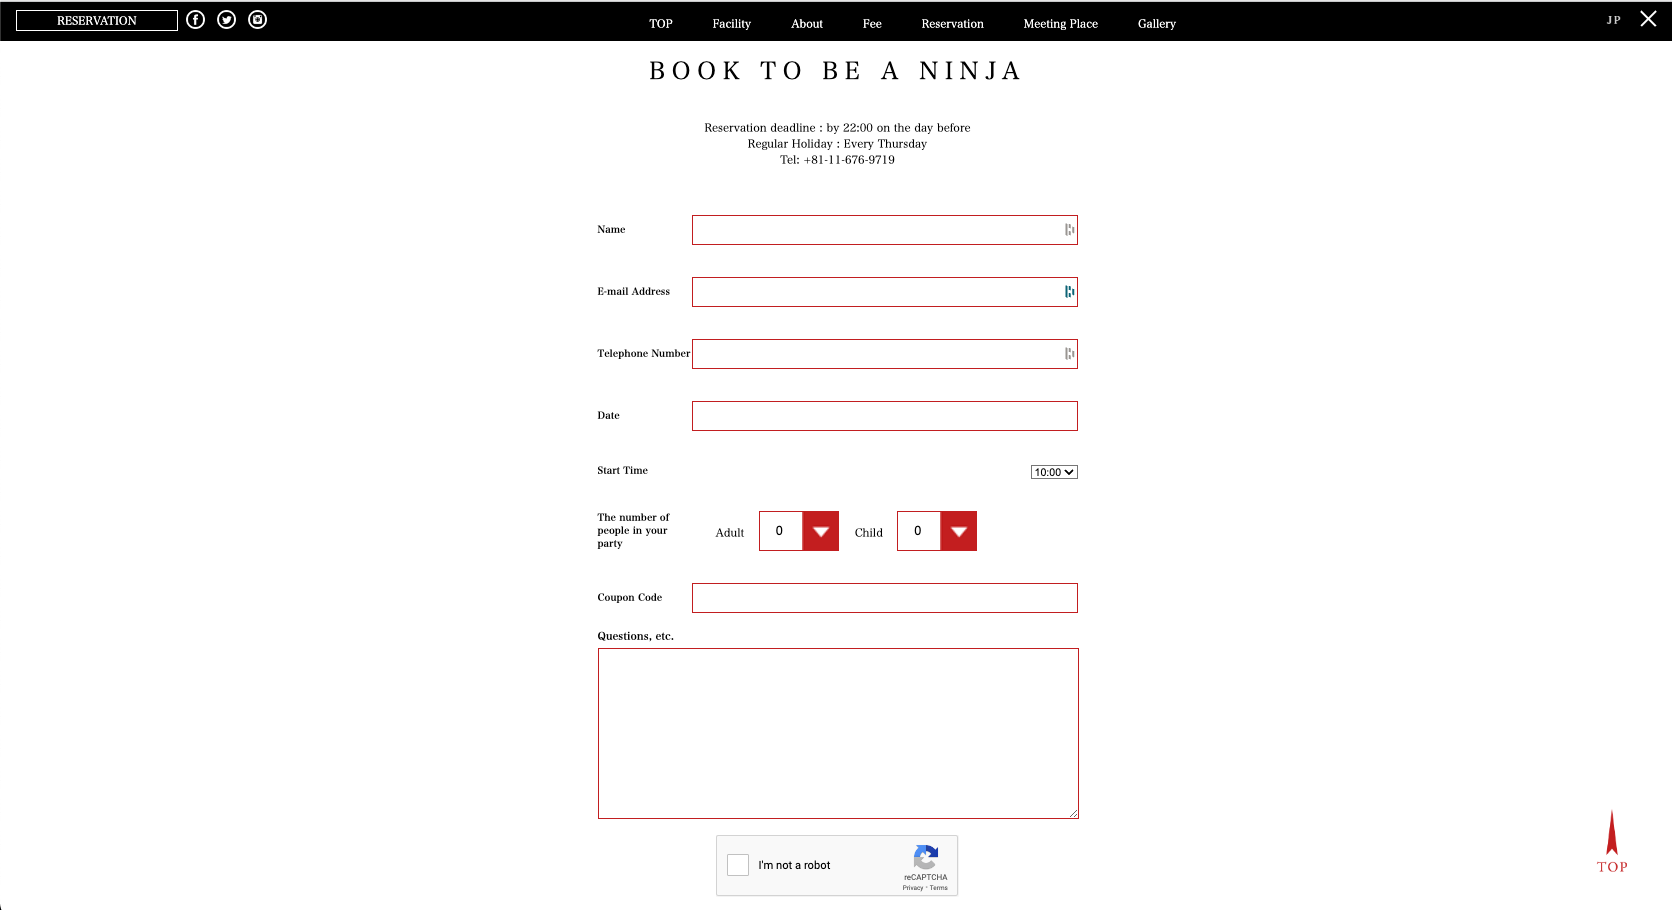 RESERVATION
TOP Facility About Fee Reservation Meeting Place Gallery
JP
BOOK TO BE A NINJA
Reservation deadline : by 22:00 on the day before
Regular Holiday : Every Thursday
Tel: +81-11-676-9719
Name
E-mail Address
Telephone Number
Date
Start Time
10:00
The number of
people in your
party
Adult 0 Child 0
Coupon Code
Questions, etc.
I'm not a robot
reCAPTCHA
Privacy - Terms
TOP